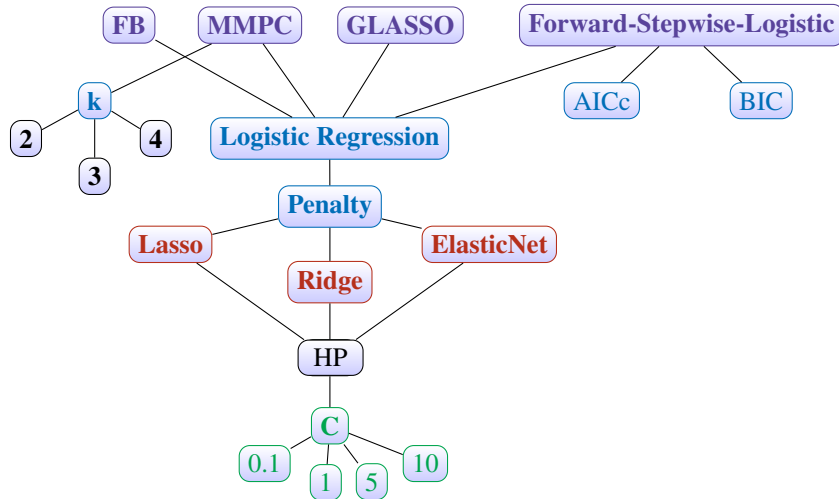 FB
MMPC
GLASSO
Forward-Stepwise-Logistic
k
AICc
BIC
2
4
Logistic Regression
3
Penalty
Lasso
ElasticNet
Ridge
HP
C
0.1
10
1
5